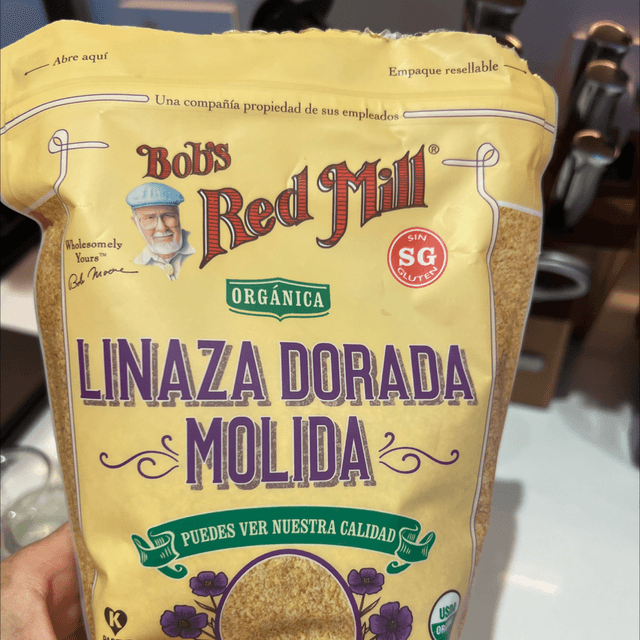 Abre aquí
Empaque resellable
Una compañía propiedad de sus empleados
Bob's
Red Mill®
Wholesomely
Yours™
Bob Moore
SIN
SG
GLUTEN
ORGÁNICA
LINAZA DORADA
MOLIDA
PUEDES VER NUESTRA CALIDAD
K
USDA